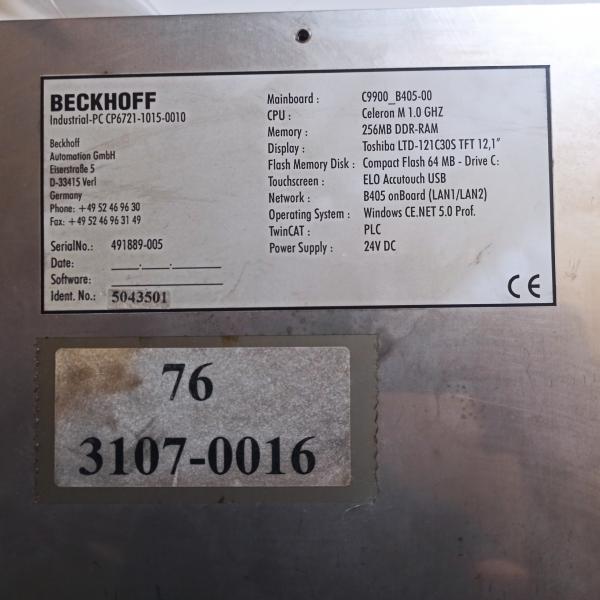 BECKHOFF
Industrial-PC CP6721-1015-0010
Beckhoff
Automation GmbH
Eiserstraße 5
D-33415 Verl
Germany
Phone: +49 52 46 96 30
Fax: +49 52 46 96 31 49
SerialNo.: 491889-005
Date: __.__.__
Software:
Ident. No.: 5043501
Mainboard : C9900_B405-00
CPU : Celeron M 1.0 GHZ
Memory : 256MB DDR-RAM
Display : Toshiba LTD-121C30S TFT 12,1"
Flash Memory Disk : Compact Flash 64 MB - Drive C:
Touchscreen : ELO Accutouch USB
Network : B405 onBoard (LAN1/LAN2)
Operating System : Windows CE.NET 5.0 Prof.
TwinCAT : PLC
Power Supply : 24V DC
CE
76
3107-0016